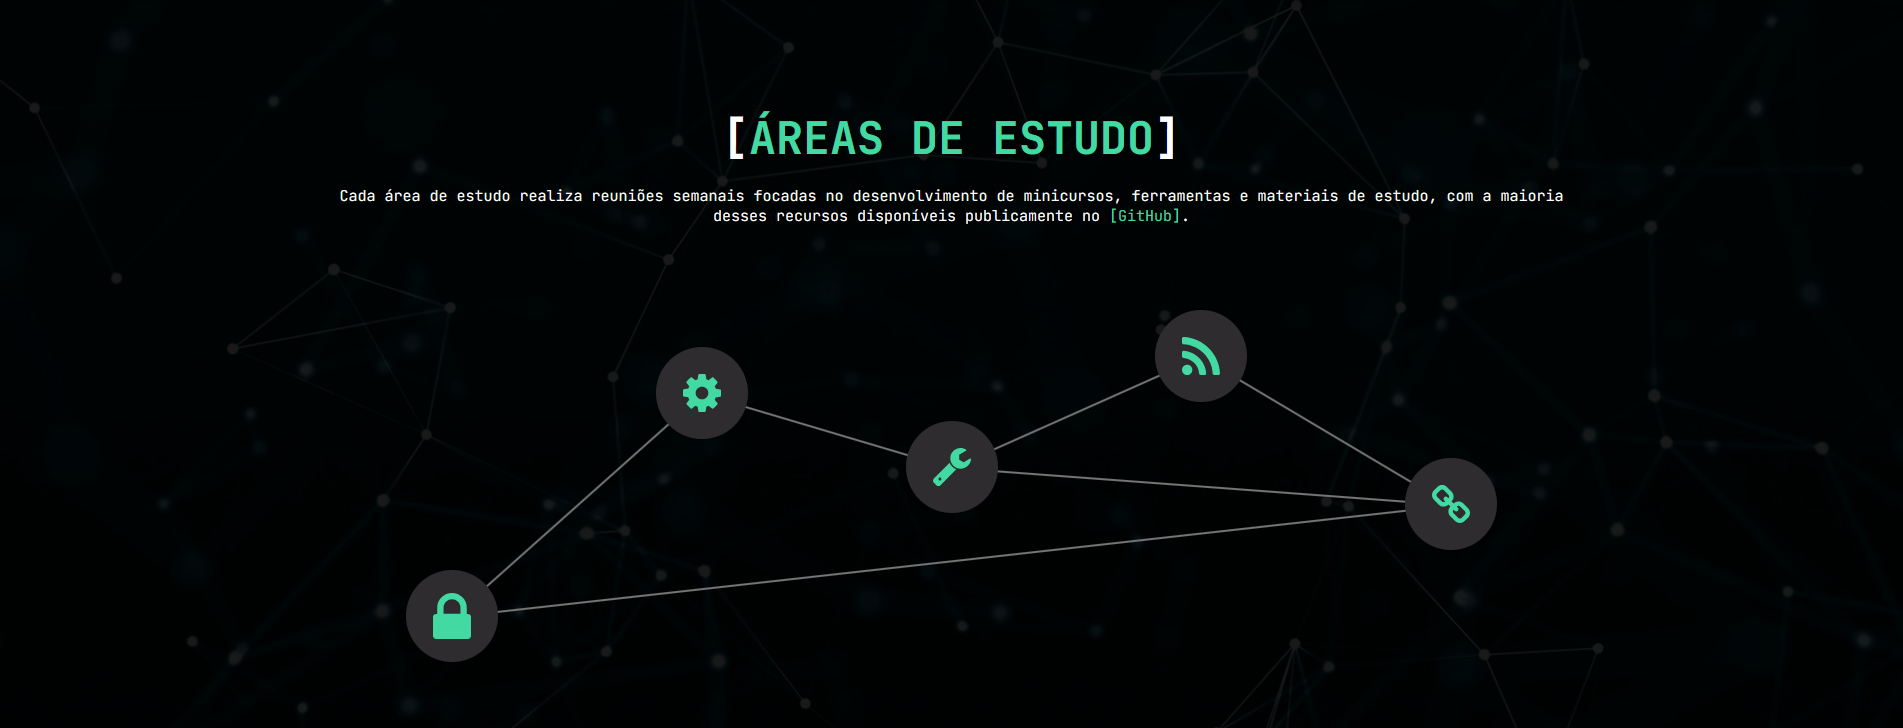 [ÁREAS DE ESTUDO]
Cada área de estudo realiza reuniões semanais focadas no desenvolvimento de minicursos, ferramentas e materiais de estudo, com a maioria
desses recursos disponíveis publicamente no [GitHub].